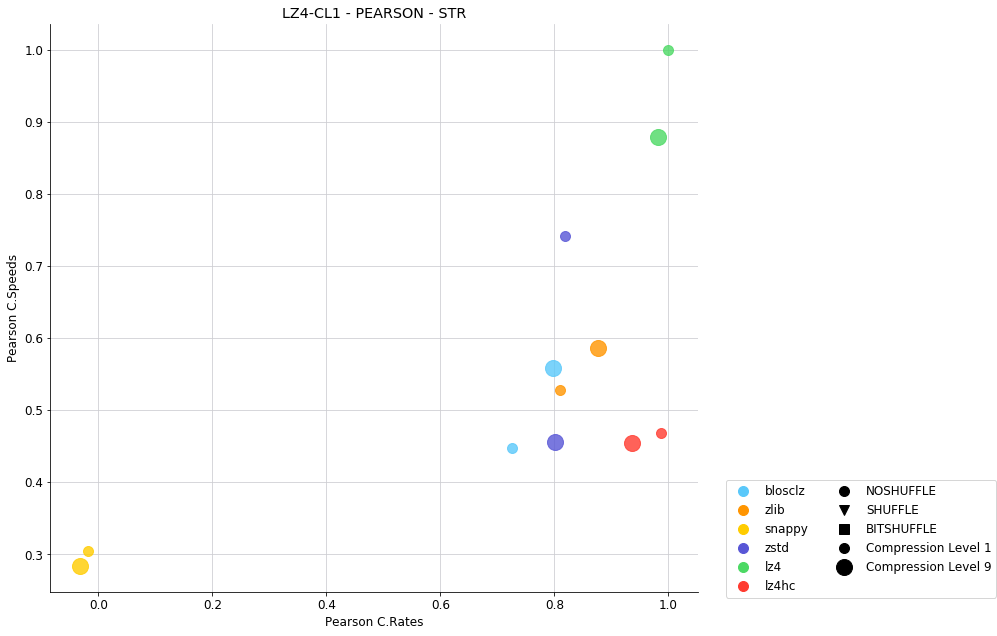 LZ4-CL1 - PEARSON - STR
Pearson C.Speeds
1.0
0.9
0.8
0.7
0.6
0.5
0.4
0.3
0.0 0.2 0.4 0.6 0.8 1.0
Pearson C.Rates
blosclz
zlib
snappy
zstd
lz4
lz4hc
NOSHUFFLE
SHUFFLE
BITSHUFFLE
Compression Level 1
Compression Level 9